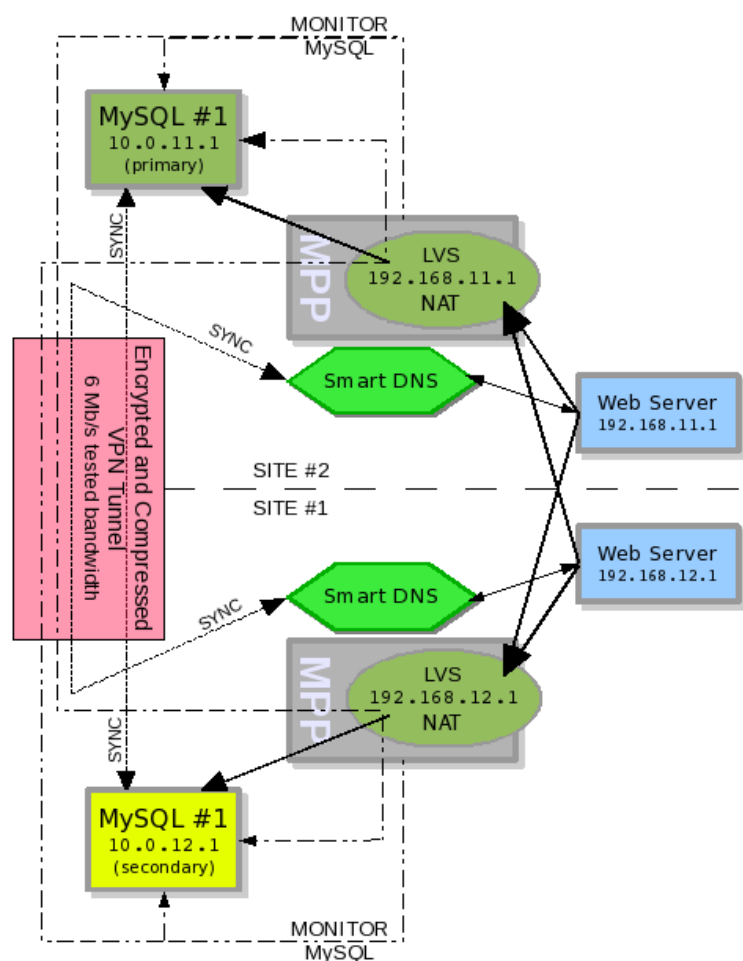 MONITOR
MySQL
MySQL #1
10.0.11.1
(primary)
SYNC
MPP
LVS
192.168.11.1
NAT
SYNC
Smart DNS
Web Server
192.168.11.1
Encrypted and Compressed
VPN Tunnel
6 Mb/s tested bandwidth
SITE #2
SITE #1
Web Server
192.168.12.1
Smart DNS
SYNC
MPP
LVS
192.168.12.1
NAT
SYNC
MySQL #1
10.0.12.1
(secondary)
MONITOR
MySQL